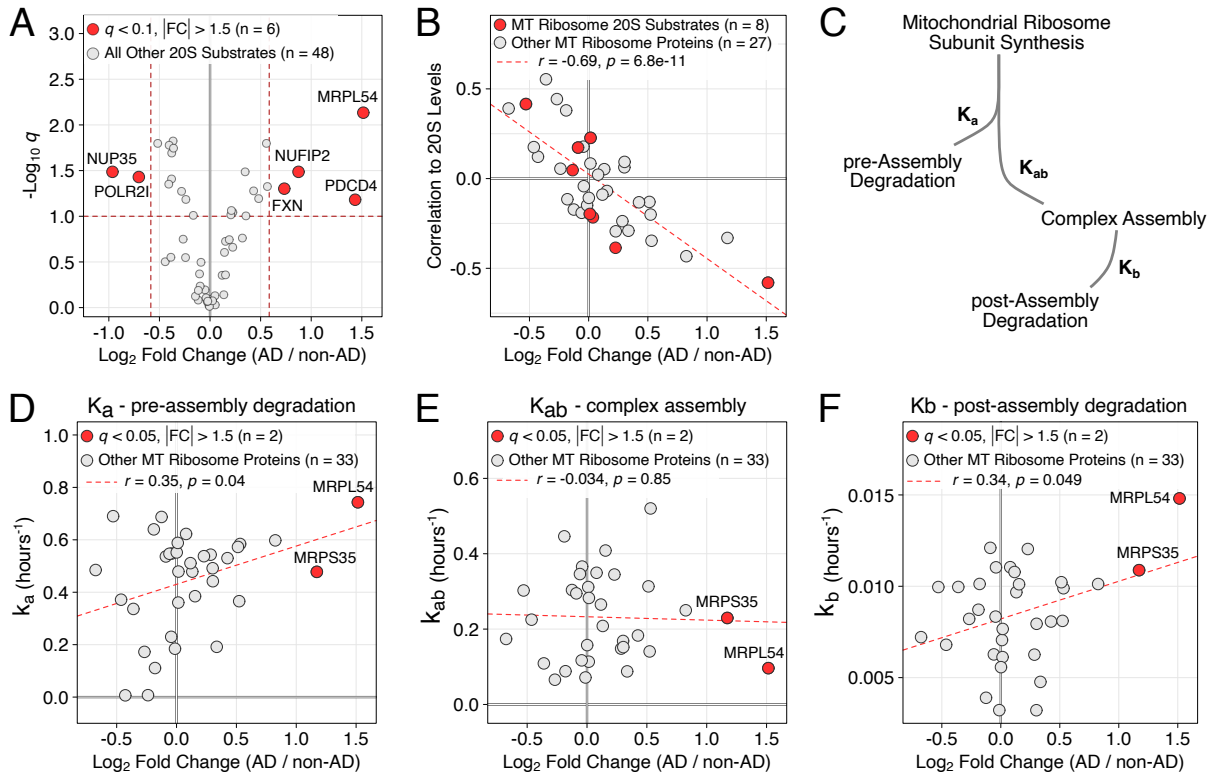 A
q < 0.1, |FC| > 1.5 (n = 6)
All Other 20S Substrates (n = 48)
3.0
2.5
2.0
1.5
1.0
0.5
0.0
-Log10 q
MRPL54
NUP35
POLR2I
NUFIP2
FXN
PDCD4
-1.0
-0.5
0.0
0.5
1.0
1.5
Log2 Fold Change (AD / non-AD)
B
MT Ribosome 20S Substrates (n = 8)
Other MT Ribosome Proteins (n = 27)
r = -0.69, p = 6.8e-11
0.5
0.0
-0.5
Correlation to 20S Levels
-0.5
0.0
0.5
1.0
1.5
Log2 Fold Change (AD / non-AD)
C
Mitochondrial Ribosome
Subunit Synthesis
Ka
pre-Assembly
Degradation
Kab
Complex Assembly
Kb
post-Assembly
Degradation
D
Ka - pre-assembly degradation
q < 0.05, |FC| > 1.5 (n = 2)
Other MT Ribosome Proteins (n = 33)
r = 0.35, p = 0.04
MRPL54
MRPS35
1.0
0.8
0.6
0.4
0.2
0.0
ka (hours-1)
-0.5
0.0
0.5
1.0
1.5
Log2 Fold Change (AD / non-AD)
E
Kab - complex assembly
q < 0.05, |FC| > 1.5 (n = 2)
Other MT Ribosome Proteins (n = 33)
r = -0.034, p = 0.85
MRPS35
MRPL54
0.6
0.4
0.2
0.0
kab (hours-1)
-0.5
0.0
0.5
1.0
1.5
Log2 Fold Change (AD / non-AD)
F
Kb - post-assembly degradation
q < 0.05, |FC| > 1.5 (n = 2)
Other MT Ribosome Proteins (n = 33)
r = 0.34, p = 0.049
MRPL54
MRPS35
0.015
0.010
0.005
kb (hours-1)
-0.5
0.0
0.5
1.0
1.5
Log2 Fold Change (AD / non-AD)